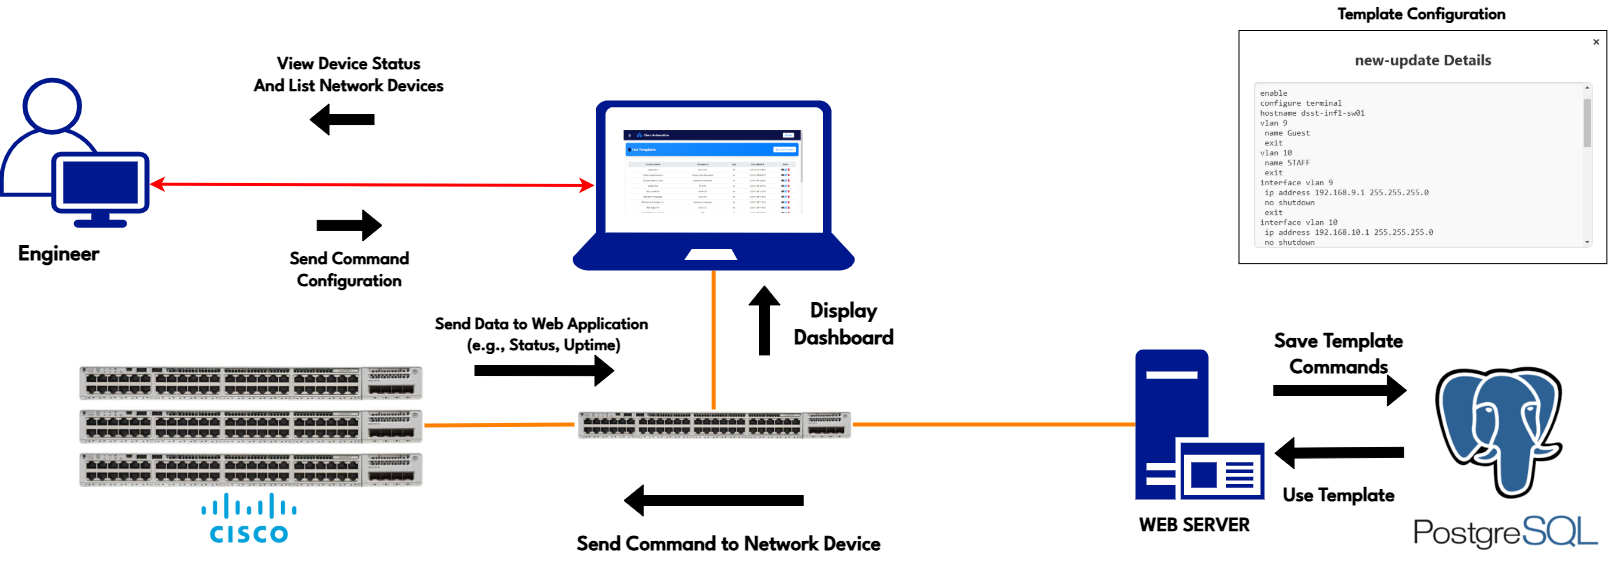 Template Configuration
×
new-update Details
enable
configure terminal
hostname dsst-inf1-sw01
vlan 9
name Guest
exit
vlan 10
name STAFF
exit
interface vlan 9
ip address 192.168.9.1 255.255.255.0
no shutdown
exit
interface vlan 10
ip address 192.168.10.1 255.255.255.0
no shutdown
View Device Status
And List Network Devices
Engineer
Send Command
Configuration
List Templates
Display
Dashboard
Send Data to Web Application
(e.g., Status, Uptime)
CISCO
Send Command to Network Device
WEB SERVER
Save Template
Commands
Use Template
PostgreSQL